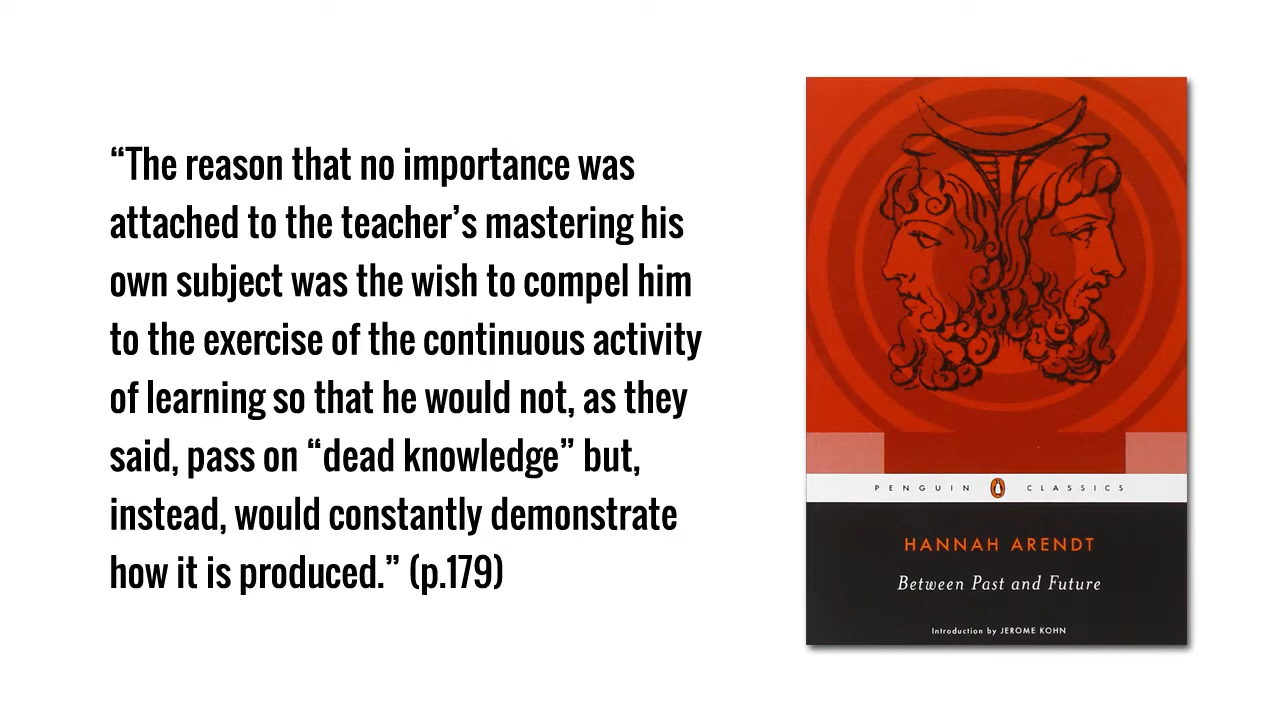 “The reason that no importance was
attached to the teacher’s mastering his
own subject was the wish to compel him
to the exercise of the continuous activity
of learning so that he would not, as they
said, pass on “dead knowledge” but,
instead, would constantly demonstrate
how it is produced.” (p.179)
PENGUIN CLASSICS
HANNAH ARENDT
Between Past and Future
Introduction by JEROME KOHN